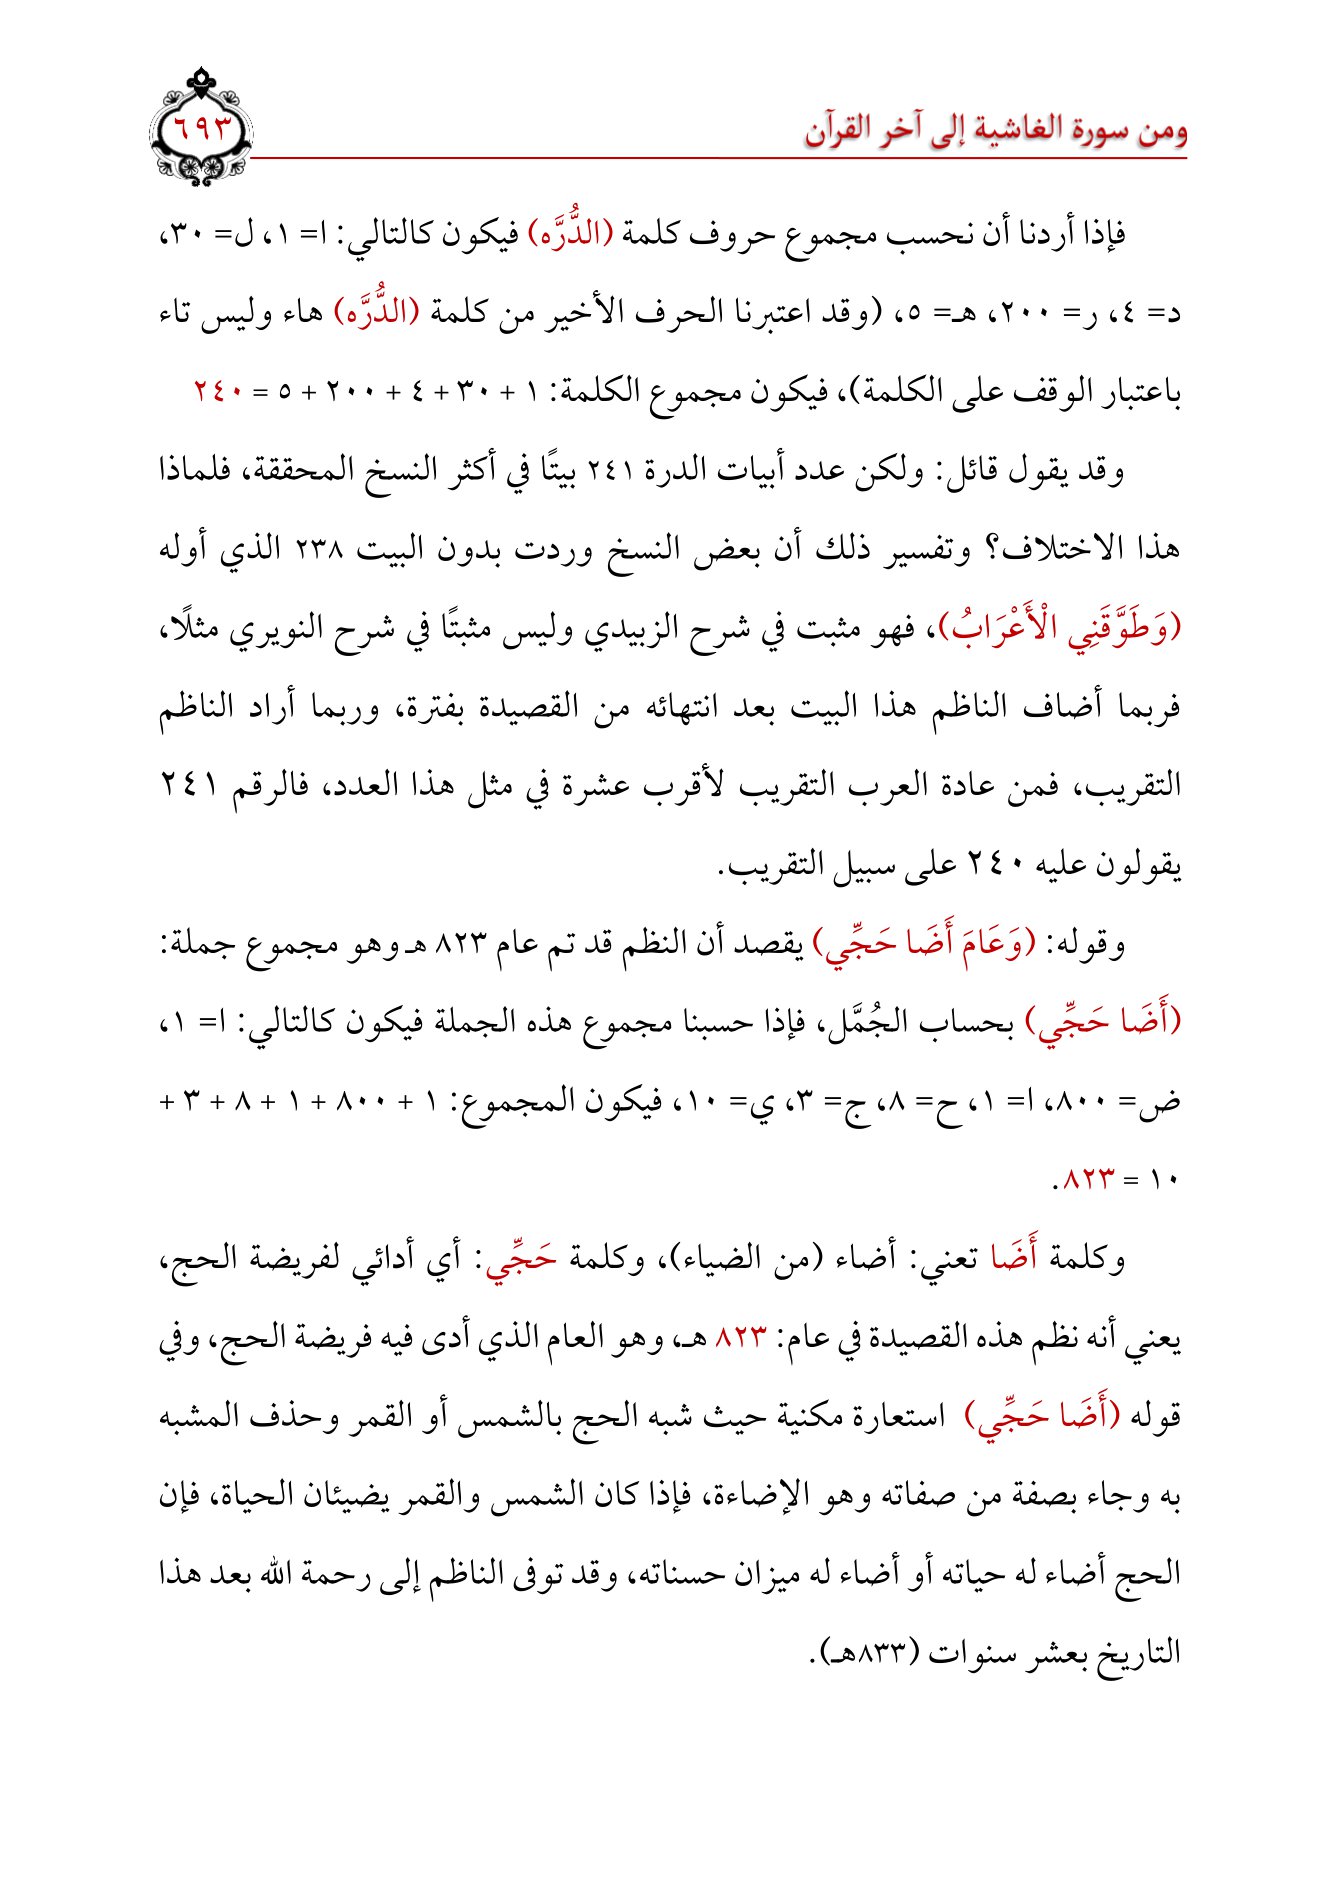 ومن سورة الغاشية إلى آخر القرآن
٦٩٣
فإذا أردنا أن نحسب مجموع حروف كلمة (الدُّرَّه) فيكون كالتالي: ا= ١، ل= ٣٠،
د= ٤، ر= ٢٠٠، هـ= ٥، (وقد اعتبرنا الحرف الأخير من كلمة (الدُّرَّه) هاء وليس تاء
باعتبار الوقف على الكلمة)، فيكون مجموع الكلمة: ١ + ٣٠ + ٤ + ٢٠٠ + ٥ = ٢٤٠
وقد يقول قائل: ولكن عدد أبيات الدرة ٢٤١ بيتًا في أكثر النسخ المحققة، فلماذا
هذا الاختلاف؟ وتفسير ذلك أن بعض النسخ وردت بدون البيت ٢٣٨ الذي أوله
(وَطَوَّقَنِي الْأَعْرَابُ)، فهو مثبت في شرح الزبيدي وليس مثبتًا في شرح النويري مثلًا،
فربما أضاف الناظم هذا البيت بعد انتهائه من القصيدة بفترة، وربما أراد الناظم
التقريب، فمن عادة العرب التقريب لأقرب عشرة في مثل هذا العدد، فالرقم ٢٤١
يقولون عليه ٢٤٠ على سبيل التقريب.
وقوله: (وَعَامَ أَضَا حَجِّي) يقصد أن النظم قد تم عام ٨٢٣ هـ وهو مجموع جملة:
(أَضَا حَجِّي) بحساب الجُمَّل، فإذا حسبنا مجموع هذه الجملة فيكون كالتالي: ا= ١،
ض= ٨٠٠، ا= ١، ح= ٨، ج= ٣، ي= ١٠، فيكون المجموع: ١ + ٨٠٠ + ١ + ٨ + ٣ +
١٠ = ٨٢٣.
وكلمة أَضَا تعني: أضاء (من الضياء)، وكلمة حَجِّي: أي أدائي لفريضة الحج،
يعني أنه نظم هذه القصيدة في عام: ٨٢٣ هـ، وهو العام الذي أدى فيه فريضة الحج، وفي
قوله (أَضَا حَجِّي) استعارة مكنية حيث شبه الحج بالشمس أو القمر وحذف المشبه
به وجاء بصفة من صفاته وهو الإضاءة، فإذا كان الشمس والقمر يضيئان الحياة، فإن
الحج أضاء له حياته أو أضاء له ميزان حسناته، وقد توفى الناظم إلى رحمة الله بعد هذا
التاريخ بعشر سنوات (٨٣٣هـ).